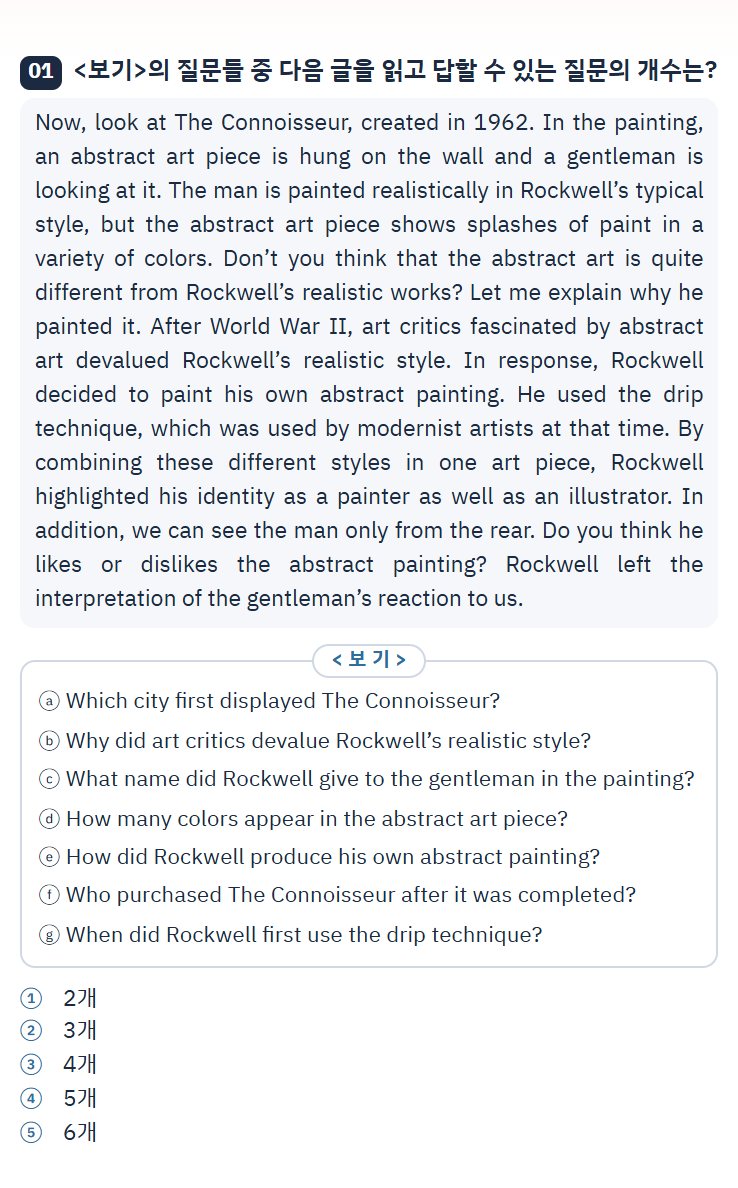 01 <보기>의 질문들 중 다음 글을 읽고 답할 수 있는 질문의 개수는?
Now, look at The Connoisseur, created in 1962. In the painting,
an abstract art piece is hung on the wall and a gentleman is
looking at it. The man is painted realistically in Rockwell’s typical
style, but the abstract art piece shows splashes of paint in a
variety of colors. Don’t you think that the abstract art is quite
different from Rockwell’s realistic works? Let me explain why he
painted it. After World War II, art critics fascinated by abstract
art devalued Rockwell’s realistic style. In response, Rockwell
decided to paint his own abstract painting. He used the drip
technique, which was used by modernist artists at that time. By
combining these different styles in one art piece, Rockwell
highlighted his identity as a painter as well as an illustrator. In
addition, we can see the man only from the rear. Do you think he
likes or dislikes the abstract painting? Rockwell left the
interpretation of the gentleman’s reaction to us.
< 보 기 >
ⓐ Which city first displayed The Connoisseur?
ⓑ Why did art critics devalue Rockwell’s realistic style?
ⓒ What name did Rockwell give to the gentleman in the painting?
ⓓ How many colors appear in the abstract art piece?
ⓔ How did Rockwell produce his own abstract painting?
ⓕ Who purchased The Connoisseur after it was completed?
ⓖ When did Rockwell first use the drip technique?
① 2개
② 3개
③ 4개
④ 5개
⑤ 6개